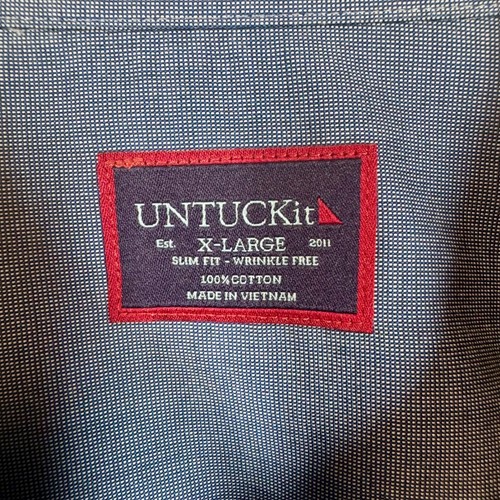 UNTUCKit
Est. X-LARGE 2011
SLIM FIT - WRINKLE FREE
100% COTTON
MADE IN VIETNAM